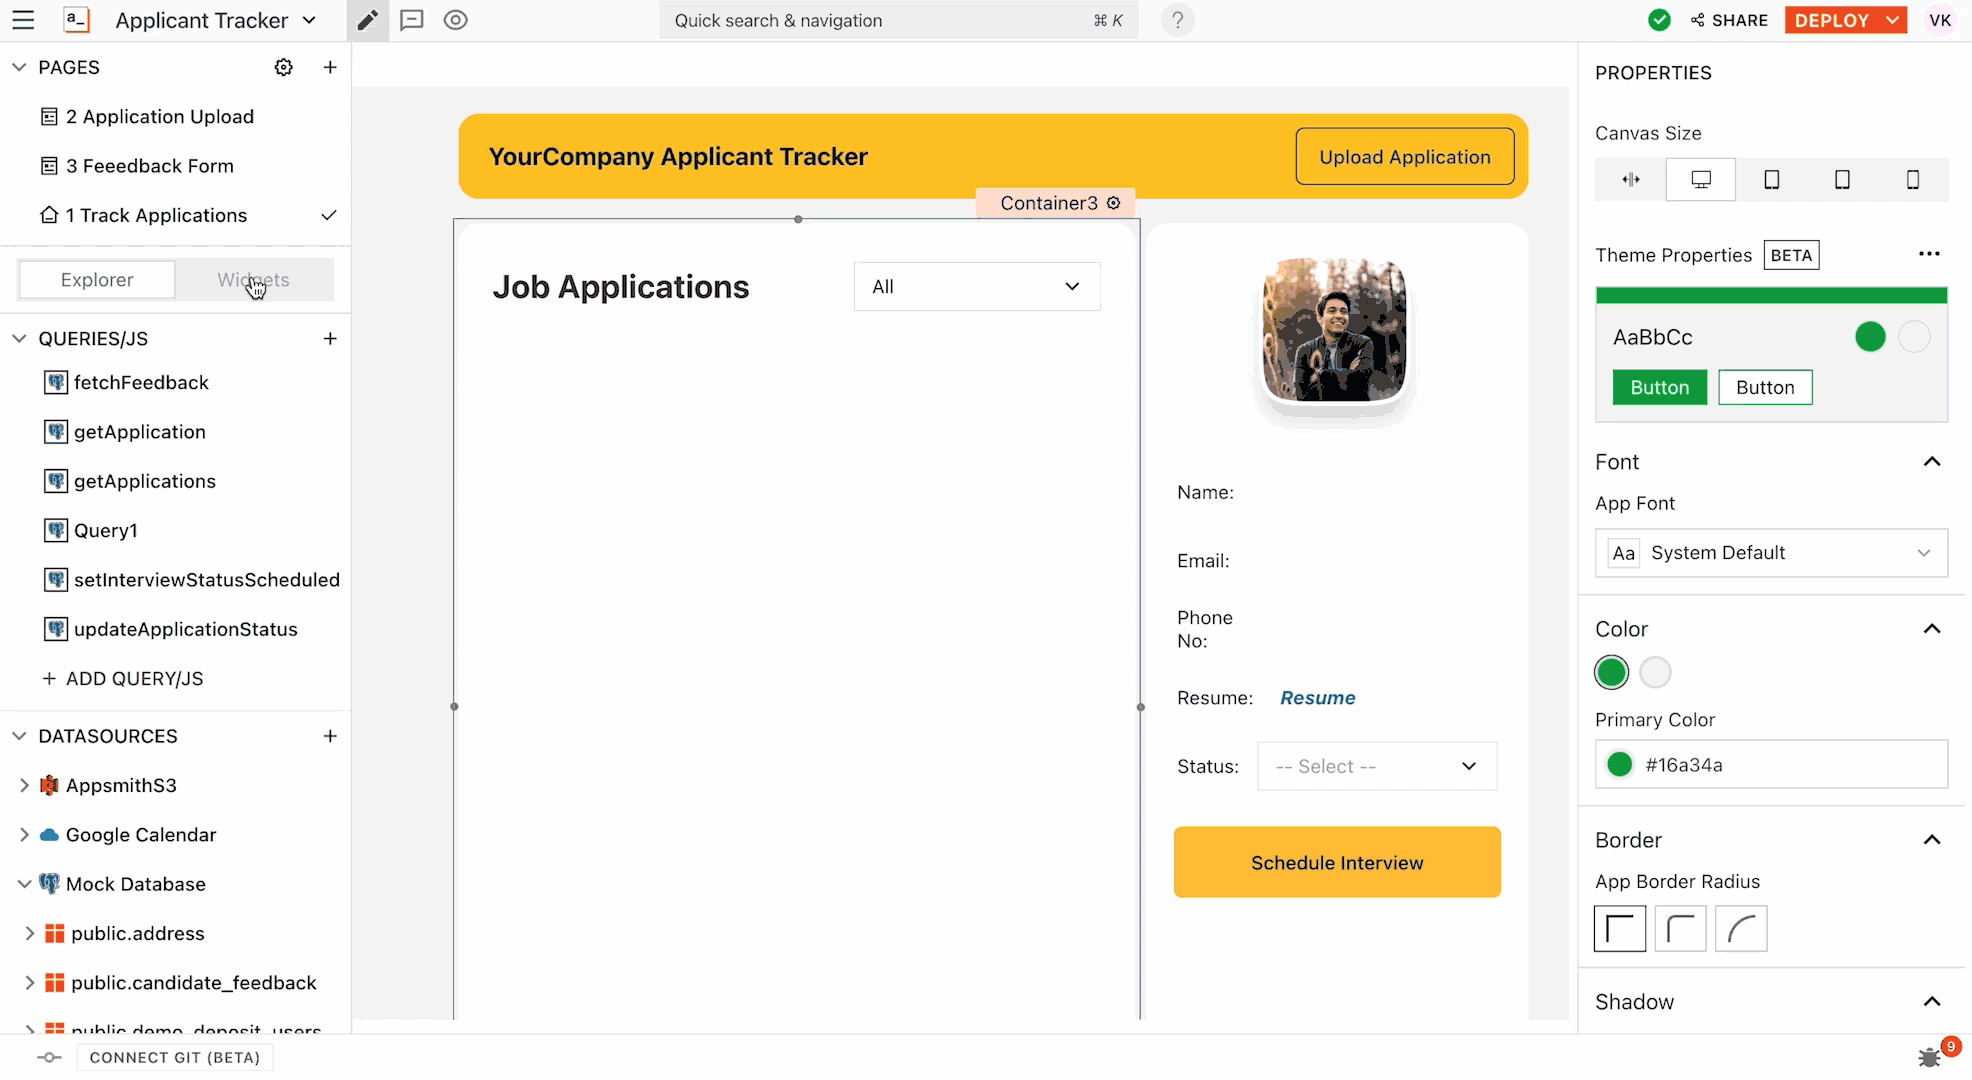 a_
Applicant Tracker
Quick search & navigation
⌘ K
?
SHARE
DEPLOY
VK
PAGES
2 Application Upload
3 Feeedback Form
1 Track Applications
Explorer
Widgets
QUERIES/JS
fetchFeedback
getApplication
getApplications
Query1
setInterviewStatusScheduled
updateApplicationStatus
+ ADD QUERY/JS
DATASOURCES
AppsmithS3
Google Calendar
Mock Database
public.address
public.candidate_feedback
public.demo_deposit_users
CONNECT GIT (BETA)
YourCompany Applicant Tracker
Upload Application
Container3
Job Applications
All
Name:
Email:
Phone
No:
Resume:
Resume
Status:
-- Select --
Schedule Interview
PROPERTIES
Canvas Size
Theme Properties
BETA
AaBbCc
Button
Button
Font
App Font
Aa
System Default
Color
Primary Color
#16a34a
Border
App Border Radius
Shadow
9